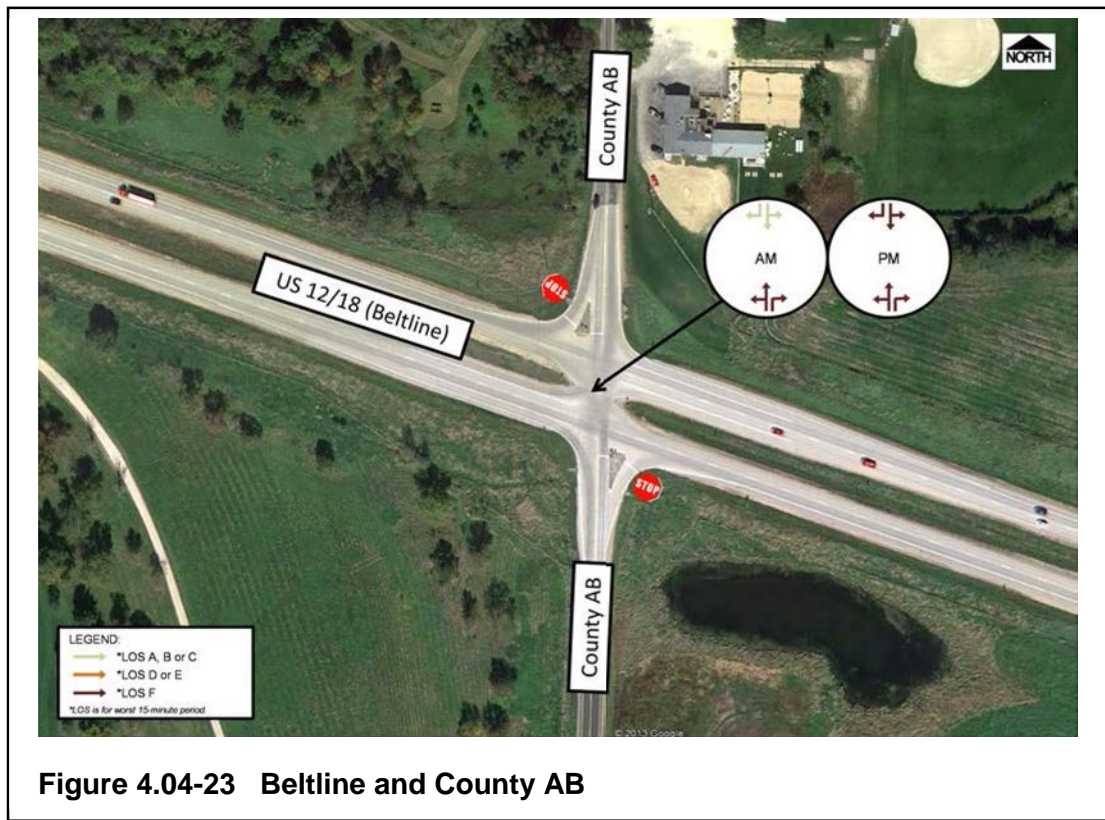 NORTH
County AB
AM
PM
STOP
US 12/18 (Beltline)
STOP
County AB
LEGEND:
*LOS A, B or C
*LOS D or E
*LOS F
*LOS is for worst 15-minute period.
© 2013 Google
Figure 4.04-23 Beltline and County AB